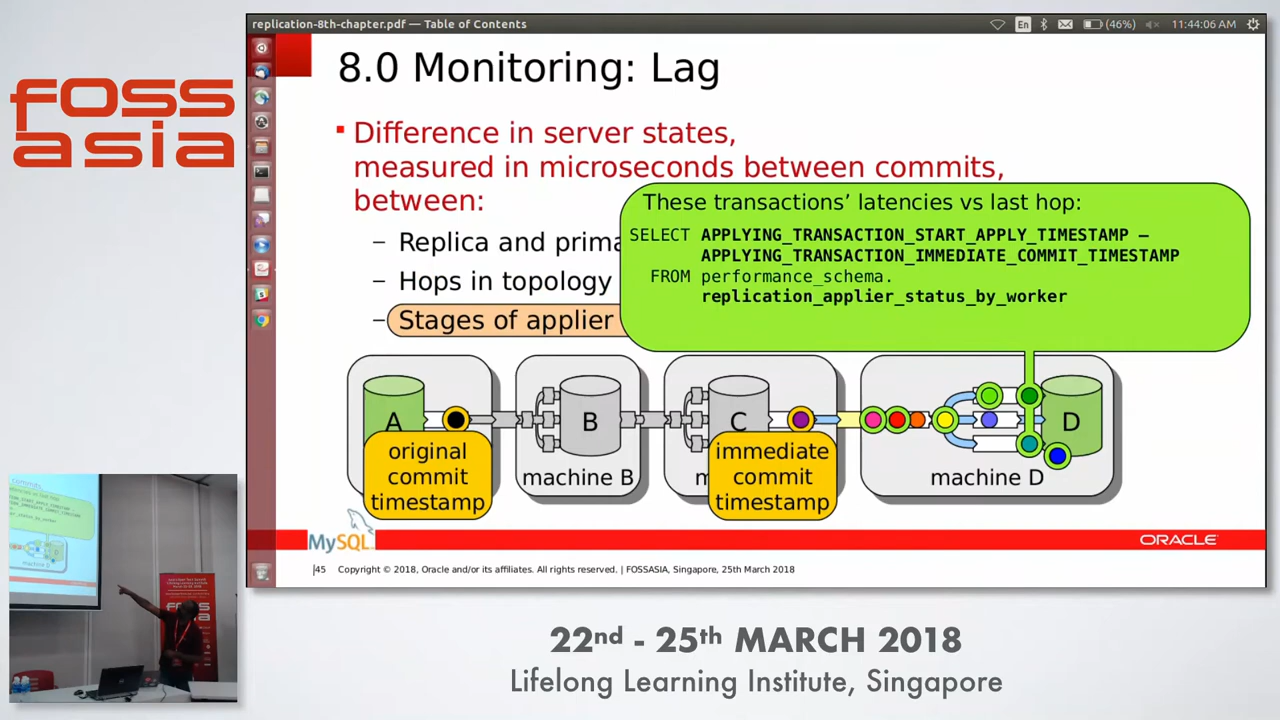 replication-8th-chapter.pdf — Table of Contents
En
(46%)
11:44:06 AM
foss
asia
8.0 Monitoring: Lag
Difference in server states,
measured in microseconds between commits,
between:
– Replica and prima
– Hops in topology
– Stages of applier
These transactions’ latencies vs last hop:
SELECT APPLYING_TRANSACTION_START_APPLY_TIMESTAMP –
APPLYING_TRANSACTION_IMMEDIATE_COMMIT_TIMESTAMP
FROM performance_schema.
replication_applier_status_by_worker
A
B
C
D
original
commit
timestamp
machine B
m
immediate
commit
timestamp
machine D
MySQL
ORACLE
45 Copyright © 2018, Oracle and/or its affiliates. All rights reserved. | FOSSASIA, Singapore, 25th March 2018
22nd - 25th MARCH 2018
Lifelong Learning Institute, Singapore